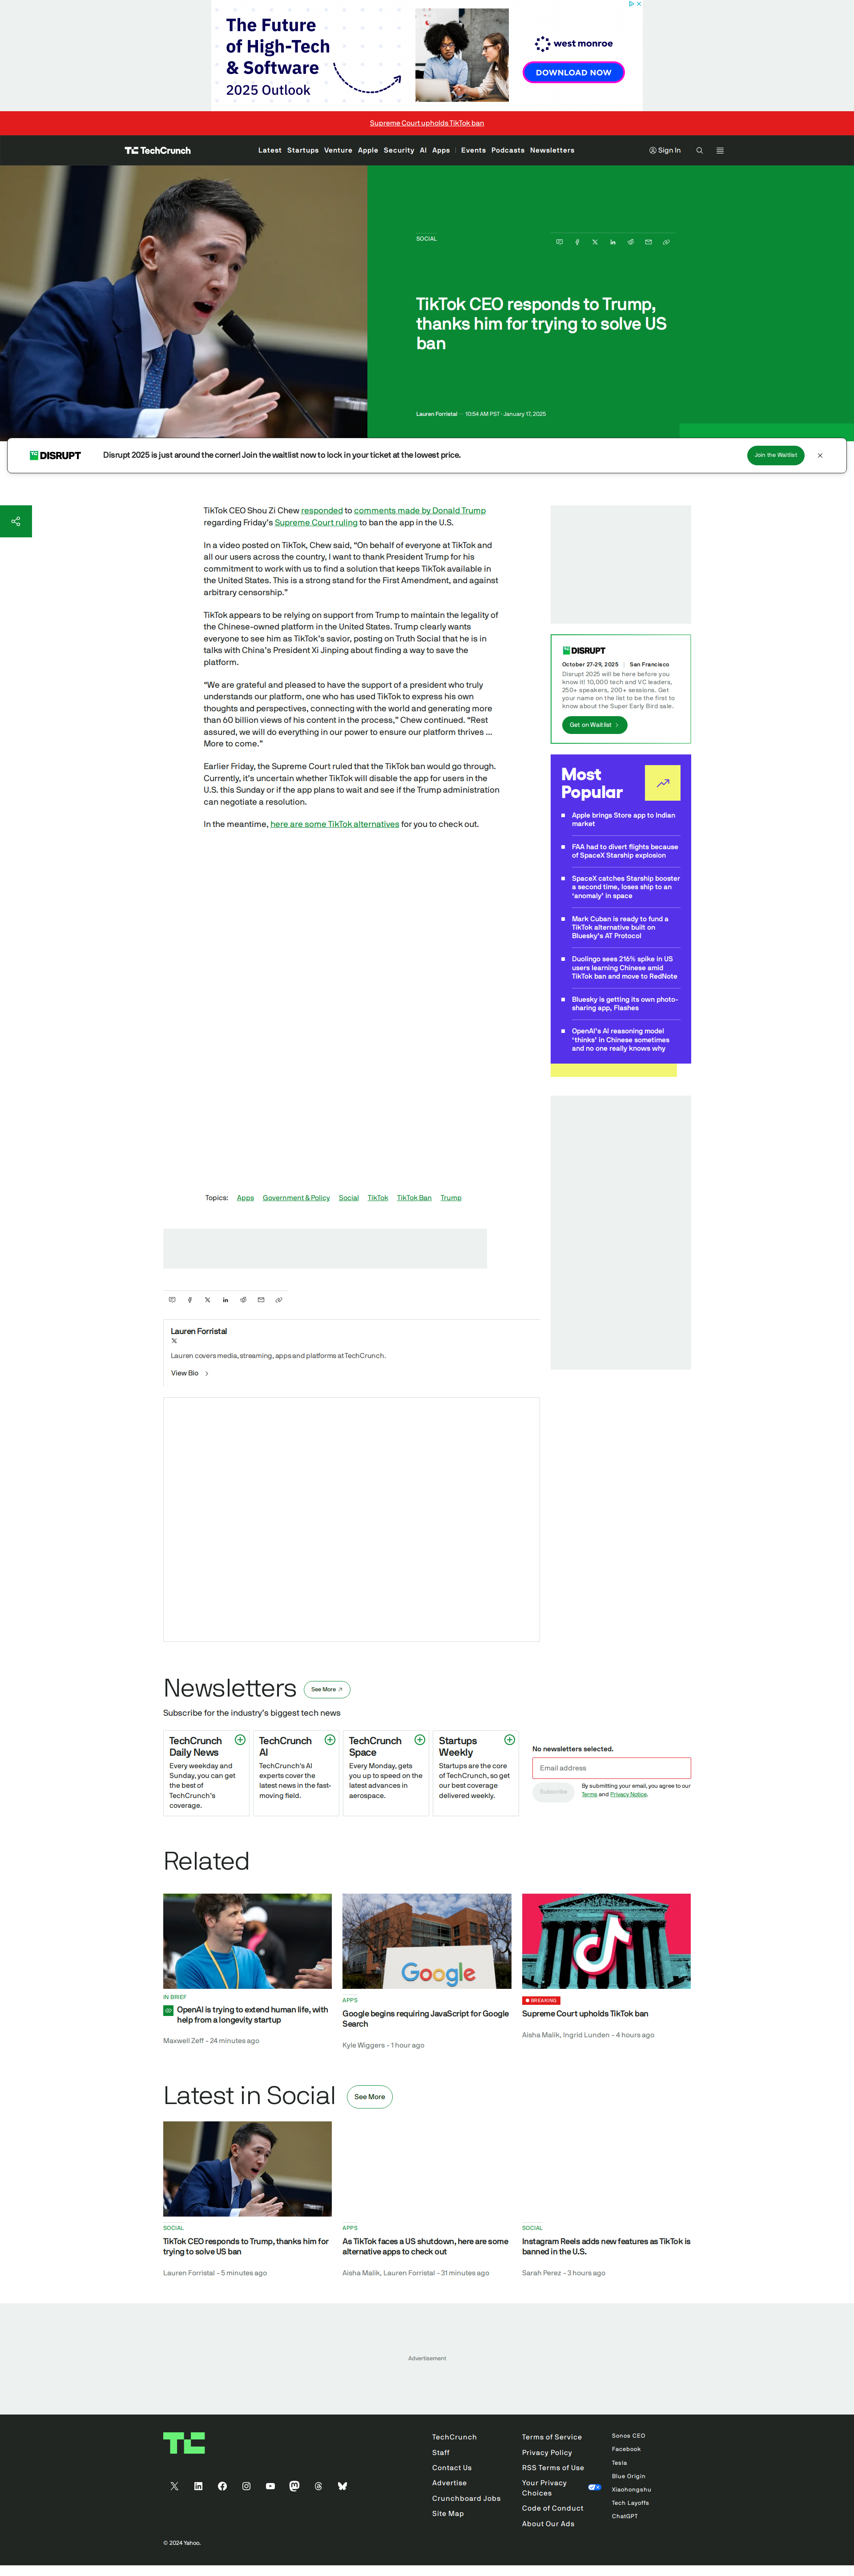 The Future
of High-Tech
& Software
2025 Outlook
west monroe
DOWNLOAD NOW
Supreme Court upholds TikTok ban
TechCrunch
Latest Startups Venture Apple Security AI Apps | Events Podcasts Newsletters
Sign In
SOCIAL
TikTok CEO responds to Trump,
thanks him for trying to solve US
ban
Lauren Forristal — 10:54 AM PST · January 17, 2025
DISRUPT
Disrupt 2025 is just around the corner! Join the waitlist now to lock in your ticket at the lowest price.
Join the Waitlist
TikTok CEO Shou Zi Chew responded to comments made by Donald Trump
regarding Friday’s Supreme Court ruling to ban the app in the U.S.
In a video posted on TikTok, Chew said, “On behalf of everyone at TikTok and
all our users across the country, I want to thank President Trump for his
commitment to work with us to find a solution that keeps TikTok available in
the United States. This is a strong stand for the First Amendment, and against
arbitrary censorship.”
TikTok appears to be relying on support from Trump to maintain the legality of
the Chinese-owned platform in the United States. Trump clearly wants
everyone to see him as TikTok’s savior, posting on Truth Social that he is in
talks with China’s President Xi Jinping about finding a way to save the
platform.
“We are grateful and pleased to have the support of a president who truly
understands our platform, one who has used TikTok to express his own
thoughts and perspectives, connecting with the world and generating more
than 60 billion views of his content in the process,” Chew continued. “Rest
assured, we will do everything in our power to ensure our platform thrives …
More to come.”
Earlier Friday, the Supreme Court ruled that the TikTok ban would go through.
Currently, it’s uncertain whether TikTok will disable the app for users in the
U.S. this Sunday or if the app plans to wait and see if the Trump administration
can negotiate a resolution.
In the meantime, here are some TikTok alternatives for you to check out.
DISRUPT
October 27-29, 2025 | San Francisco
Disrupt 2025 will be here before you
know it! 10,000 tech and VC leaders,
250+ speakers, 200+ sessions. Get
your name on the list to be the first to
know about the Super Early Bird sale.
Get on Waitlist
Most
Popular
Apple brings Store app to Indian
market
FAA had to divert flights because
of SpaceX Starship explosion
SpaceX catches Starship booster
a second time, loses ship to an
‘anomaly’ in space
Mark Cuban is ready to fund a
TikTok alternative built on
Bluesky’s AT Protocol
Duolingo sees 216% spike in US
users learning Chinese amid
TikTok ban and move to RedNote
Bluesky is getting its own photo-
sharing app, Flashes
OpenAI’s AI reasoning model
‘thinks’ in Chinese sometimes
and no one really knows why
Topics: Apps Government & Policy Social TikTok TikTok Ban Trump
Lauren Forristal
Lauren covers media, streaming, apps and platforms at TechCrunch.
View Bio
Newsletters
See More
Subscribe for the industry’s biggest tech news
TechCrunch
Daily News
Every weekday and
Sunday, you can get
the best of
TechCrunch’s
coverage.
TechCrunch
AI
TechCrunch’s AI
experts cover the
latest news in the fast-
moving field.
TechCrunch
Space
Every Monday, gets
you up to speed on the
latest advances in
aerospace.
Startups
Weekly
Startups are the core
of TechCrunch, so get
our best coverage
delivered weekly.
No newsletters selected.
Email address
Subscribe
By submitting your email, you agree to our
Terms and Privacy Notice.
Related
IN BRIEF
OpenAI is trying to extend human life, with
help from a longevity startup
Maxwell Zeff – 24 minutes ago
Google
APPS
Google begins requiring JavaScript for Google
Search
Kyle Wiggers – 1 hour ago
BREAKING
Supreme Court upholds TikTok ban
Aisha Malik, Ingrid Lunden – 4 hours ago
Latest in Social
See More
SOCIAL
TikTok CEO responds to Trump, thanks him for
trying to solve US ban
Lauren Forristal – 5 minutes ago
APPS
As TikTok faces a US shutdown, here are some
alternative apps to check out
Aisha Malik, Lauren Forristal – 31 minutes ago
SOCIAL
Instagram Reels adds new features as TikTok is
banned in the U.S.
Sarah Perez – 3 hours ago
Advertisement
TechCrunch
Staff
Contact Us
Advertise
Crunchboard Jobs
Site Map
Terms of Service
Privacy Policy
RSS Terms of Use
Your Privacy
Choices
Code of Conduct
About Our Ads
Sonos CEO
Facebook
Tesla
Blue Origin
Xiaohongshu
Tech Layoffs
ChatGPT
© 2024 Yahoo.